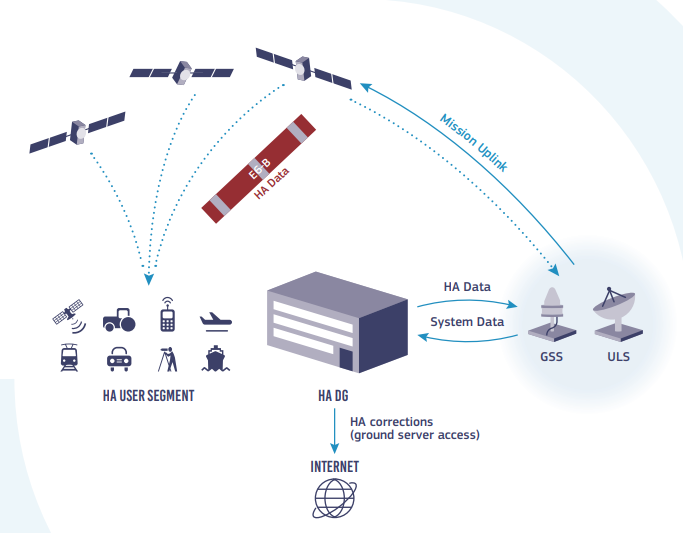 Mission Uplink
E6-B
HA Data
HA Data
System Data
GSS
ULS
HA USER SEGMENT
HA DG
HA corrections
(ground server access)
INTERNET